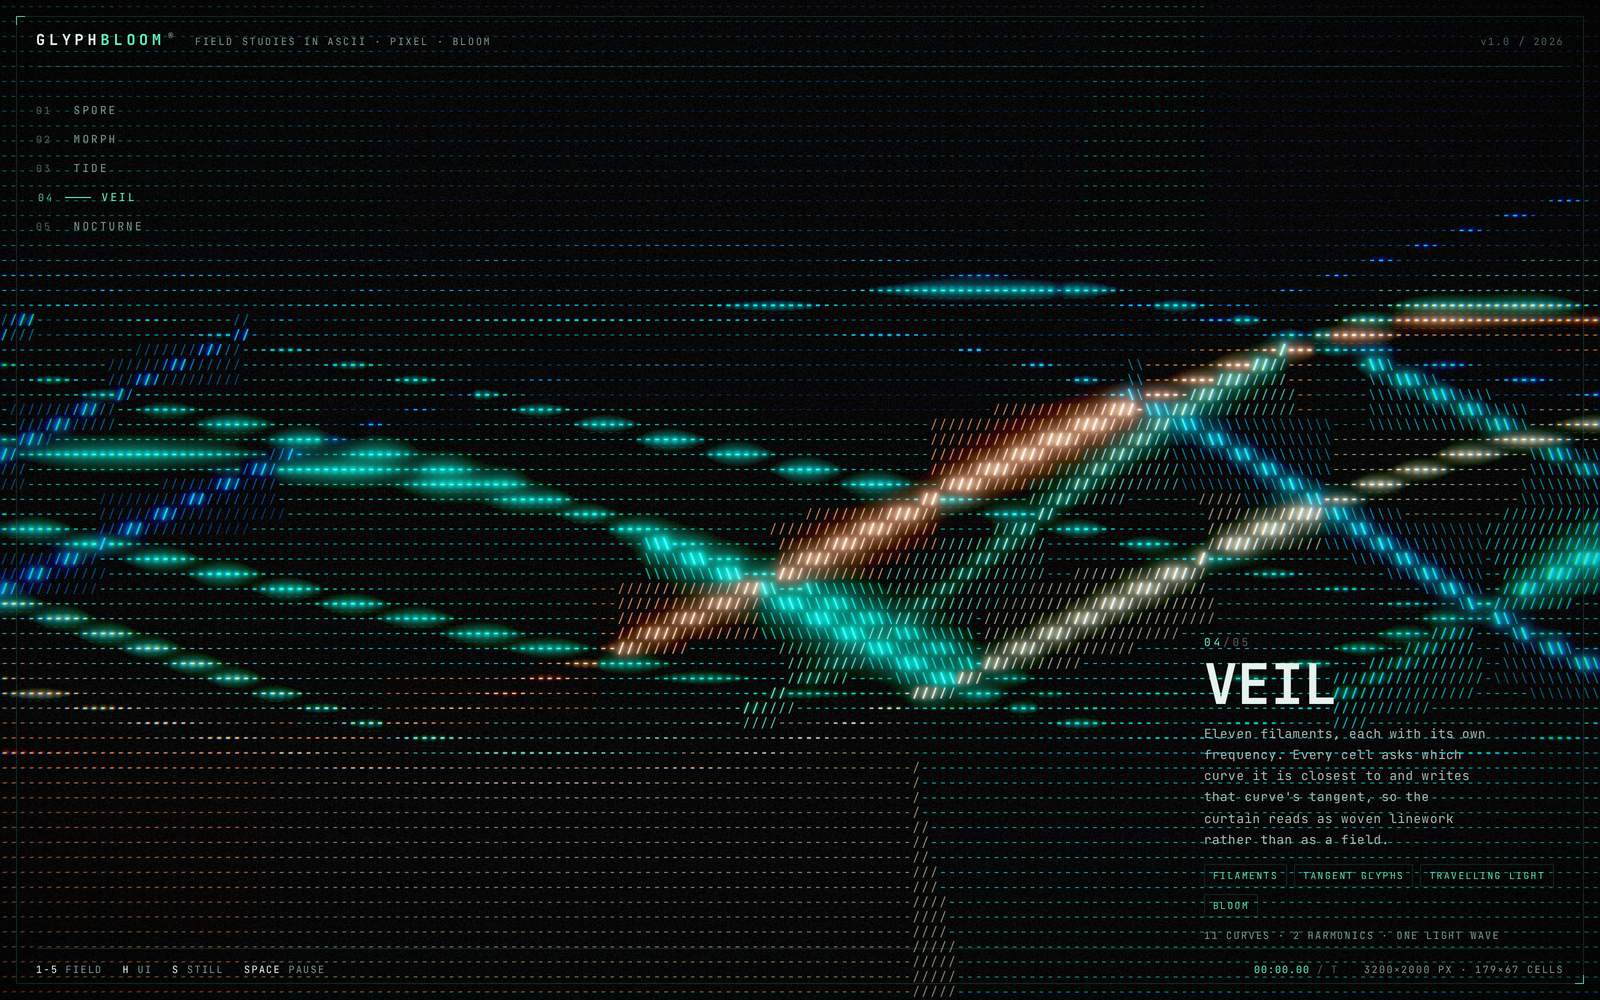 GLYPHBLOOM® FIELD STUDIES IN ASCII · PIXEL · BLOOM
v1.0 / 2026
01 SPORE
02 MORPH
03 TIDE
04 VEIL
05 NOCTURNE
04/05
VEIL
Eleven filaments, each with its own
frequency. Every cell asks which
curve it is closest to and writes
that curve's tangent, so the
curtain reads as woven linework
rather than as a field.
FILAMENTS TANGENT GLYPHS TRAVELLING LIGHT
BLOOM
11 CURVES · 2 HARMONICS · ONE LIGHT WAVE
1-5 FIELD H UI S STILL SPACE PAUSE
00:00.00 / T 3200×2000 PX · 179×67 CELLS